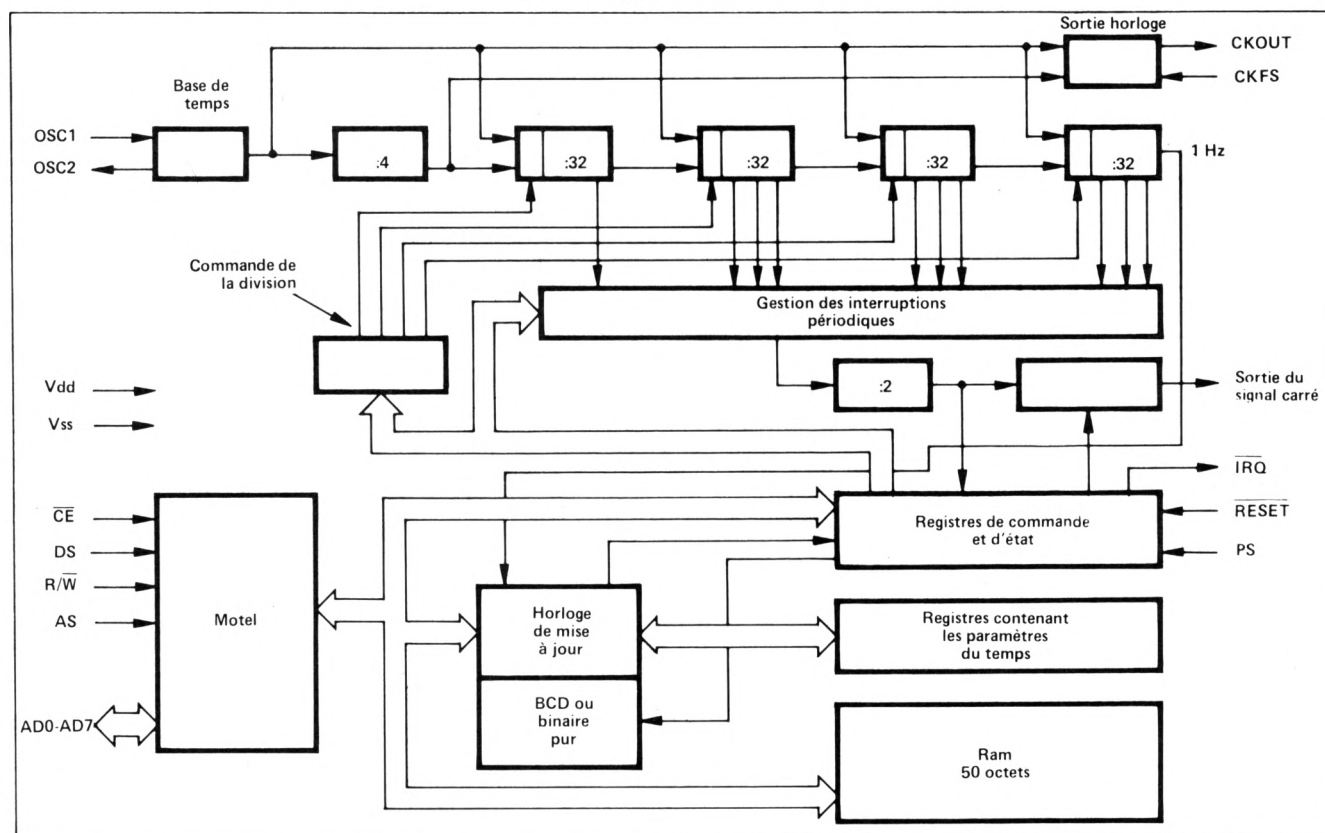 Sortie horloge
CKOUT
CKFS
Base de
temps
OSC1
OSC2
:4
:32
:32
:32
:32
1 Hz
Commande de
la division
Gestion des interruptions
périodiques
:2
Sortie du
signal carré
Vdd
Vss
IRQ
RESET
PS
CE
DS
R/W
AS
AD0-AD7
Motel
Registres de commande
et d'état
Horloge
de mise
à jour
Registres contenant
les paramètres
du temps
BCD ou
binaire
pur
Ram
50 octets